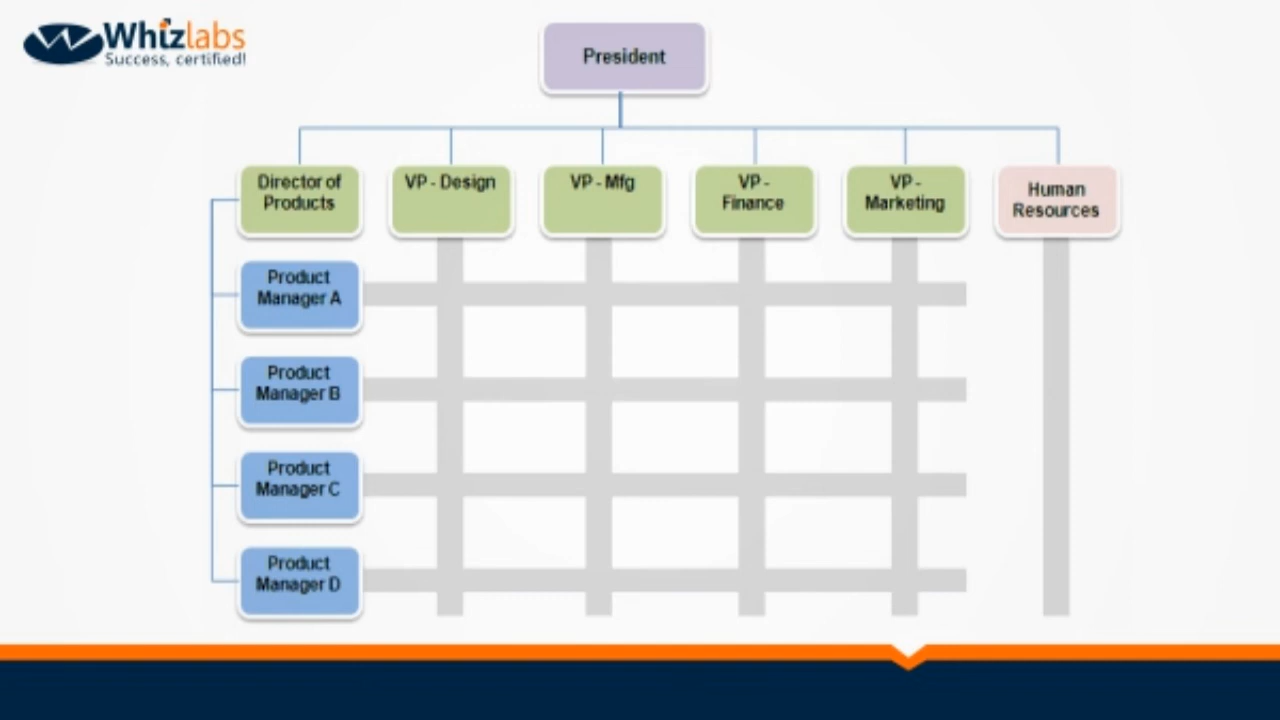 Whizlabs
Success, certified!
President
Director of
Products
VP - Design
VP - Mfg
VP -
Finance
VP -
Marketing
Human
Resources
Product
Manager A
Product
Manager B
Product
Manager C
Product
Manager D